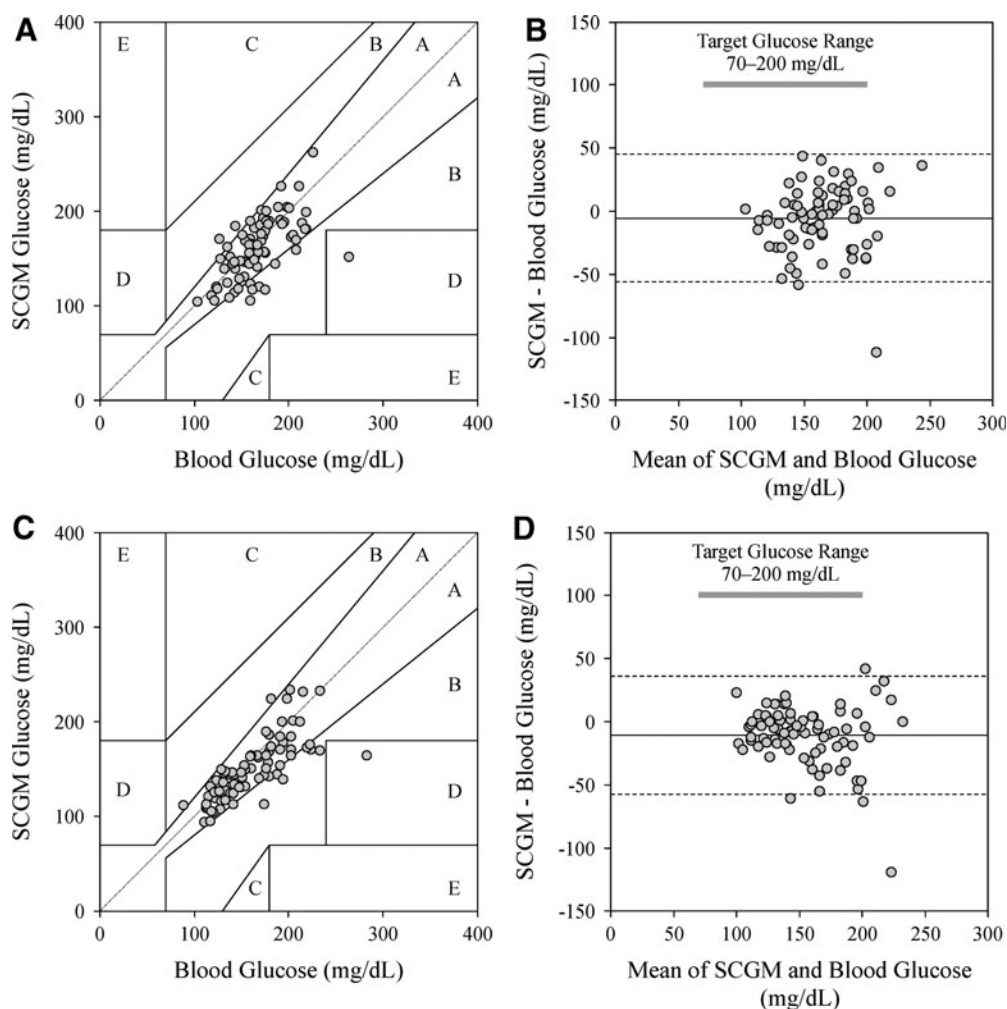 A
B
400
300
200
100
0
SCGM Glucose (mg/dL)
E
C
B
A
A
B
D
D
C
E
0
100
200
300
400
Blood Glucose (mg/dL)
150
100
50
0
-50
-100
-150
SCGM - Blood Glucose (mg/dL)
Target Glucose Range
70–200 mg/dL
0
50
100
150
200
250
300
Mean of SCGM and Blood Glucose
(mg/dL)
C
D
400
300
200
100
0
SCGM Glucose (mg/dL)
E
C
B
A
A
B
D
D
C
E
0
100
200
300
400
Blood Glucose (mg/dL)
150
100
50
0
-50
-100
-150
SCGM - Blood Glucose (mg/dL)
Target Glucose Range
70–200 mg/dL
0
50
100
150
200
250
300
Mean of SCGM and Blood Glucose
(mg/dL)